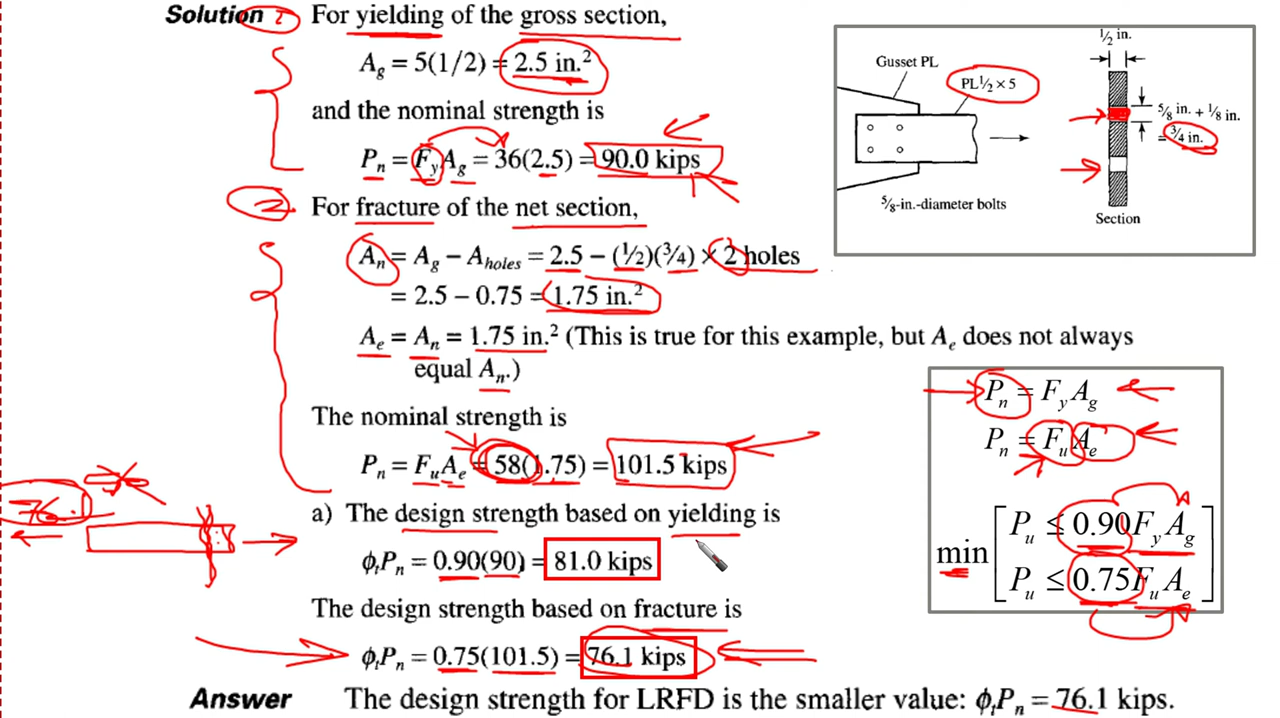 Solution 1
For yielding of the gross section,
A_g = 5(1/2) = 2.5 in.²
and the nominal strength is
P_n = F_y A_g = 36(2.5) = 90.0 kips
2. For fracture of the net section,
A_n = A_g − A_holes = 2.5 − (½)(¾) × 2 holes
= 2.5 − 0.75 = 1.75 in.²
A_e = A_n = 1.75 in.² (This is true for this example, but A_e does not always
equal A_n.)
The nominal strength is
P_n = F_u A_e = 58(1.75) = 101.5 kips
a) The design strength based on yielding is
ϕ_t P_n = 0.90(90) = 81.0 kips
The design strength based on fracture is
ϕ_t P_n = 0.75(101.5) = 76.1 kips
Answer The design strength for LRFD is the smaller value: ϕ_t P_n = 76.1 kips.
76.1
½ in.
Gusset PL
PL½ × 5
⅝ in. + ⅛ in.
= ¾ in.
⅝-in.-diameter bolts
Section
P_n = F_y A_g
P_n = F_u A_e
min
P_u ≤ 0.90F_y A_g
P_u ≤ 0.75F_u A_e